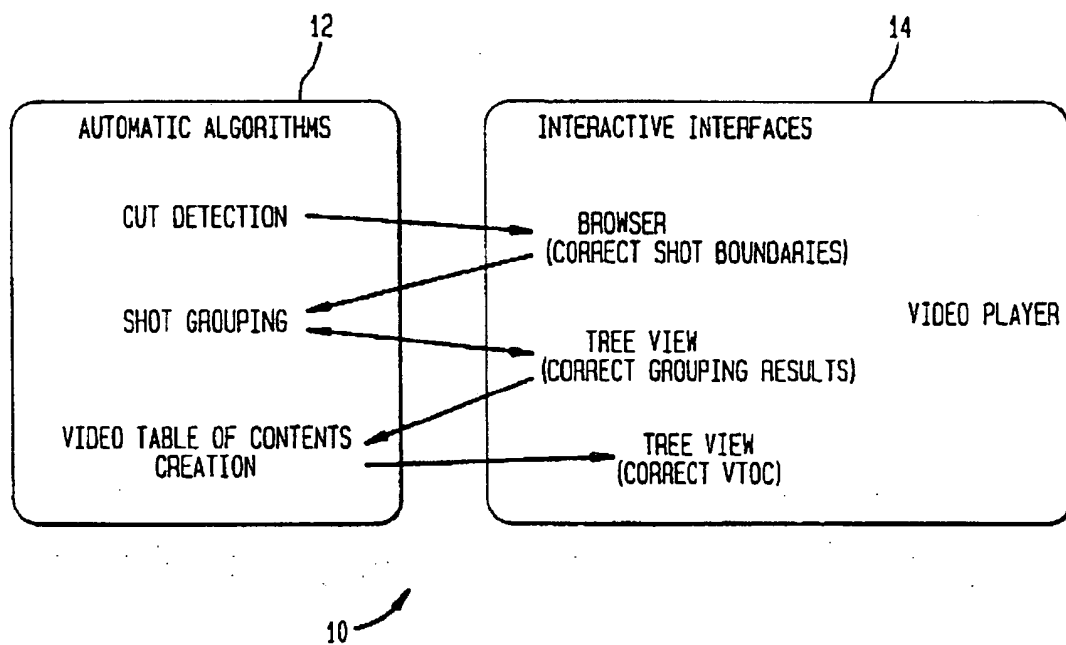 12
14
AUTOMATIC ALGORITHMS
CUT DETECTION
SHOT GROUPING
VIDEO TABLE OF CONTENTS
CREATION
INTERACTIVE INTERFACES
BROWSER
(CORRECT SHOT BOUNDARIES)
VIDEO PLAYER
TREE VIEW
(CORRECT GROUPING RESULTS)
TREE VIEW
(CORRECT VTOC)
10